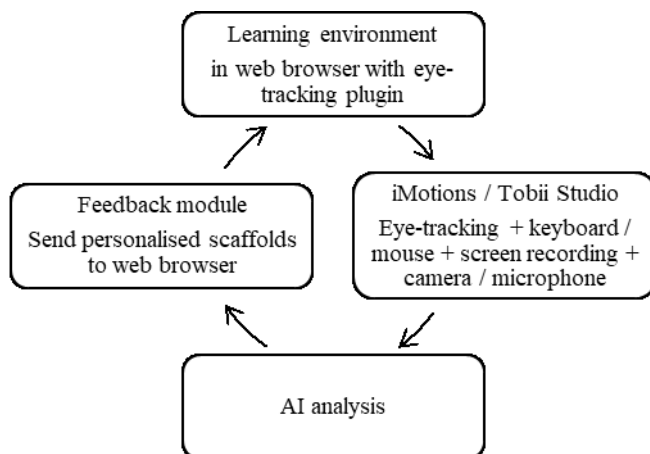 Learning environment
in web browser with eye-
tracking plugin
Feedback module
Send personalised scaffolds
to web browser
iMotions / Tobii Studio
Eye-tracking + keyboard /
mouse + screen recording +
camera / microphone
AI analysis